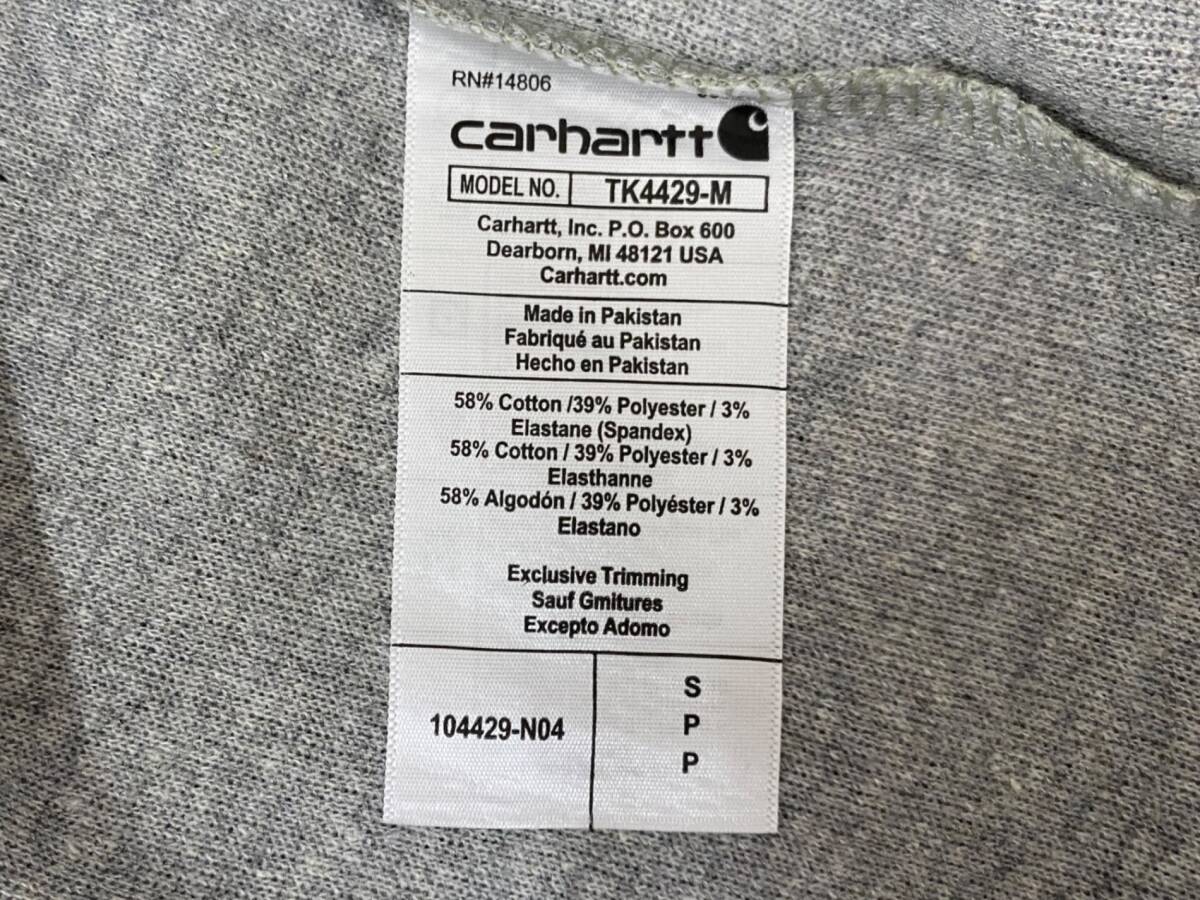 RN#14806
carhartt
MODEL NO. TK4429-M
Carhartt, Inc. P.O. Box 600
Dearborn, MI 48121 USA
Carhartt.com
Made in Pakistan
Fabriqué au Pakistan
Hecho en Pakistan
58% Cotton /39% Polyester / 3%
Elastane (Spandex)
58% Cotton / 39% Polyester / 3%
Elasthanne
58% Algodón / 39% Polyéster / 3%
Elastano
Exclusive Trimming
Sauf Gmitures
Excepto Adomo
104429-N04
S
P
P